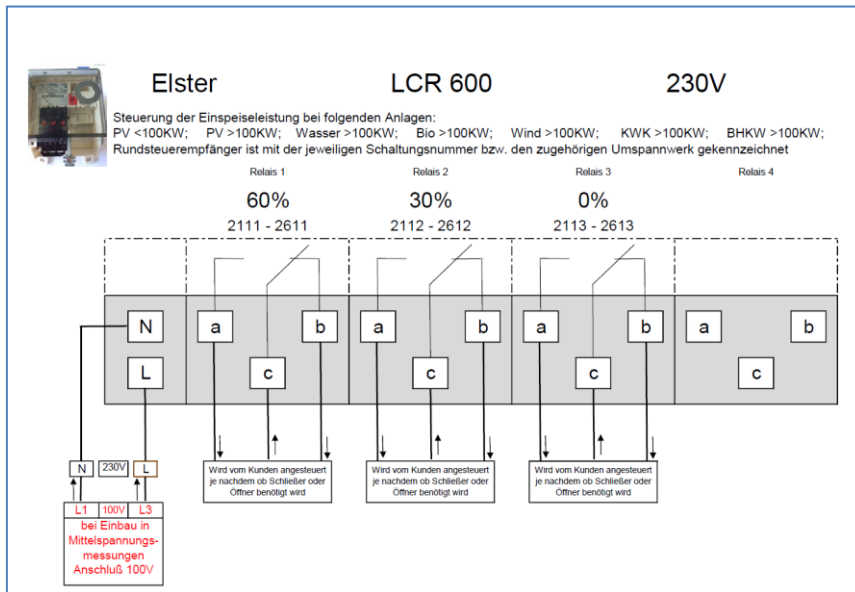 Elster LCR 600 230V
Steuerung der Einspeiseleistung bei folgenden Anlagen:
PV <100KW; PV >100KW; Wasser >100KW; Bio >100KW; Wind >100KW; KWK >100KW; BHKW >100KW;
Rundsteuerempfänger ist mit der jeweiligen Schaltungsnummer bzw. den zugehörigen Umspannwerk gekennzeichnet
Relais 1 Relais 2 Relais 3 Relais 4
60% 30% 0%
2111 - 2611 2112 - 2612 2113 - 2613
N a b a b a b a b
L c c c c
N 230V L
Wird vom Kunden angesteuert
je nachdem ob Schließer oder
Öffner benötigt wird
Wird vom Kunden angesteuert
je nachdem ob Schließer oder
Öffner benötigt wird
Wird vom Kunden angesteuert
je nachdem ob Schließer oder
Öffner benötigt wird
L1 100V L3
bei Einbau in
Mittelspannungs-
messungen
Anschluß 100V